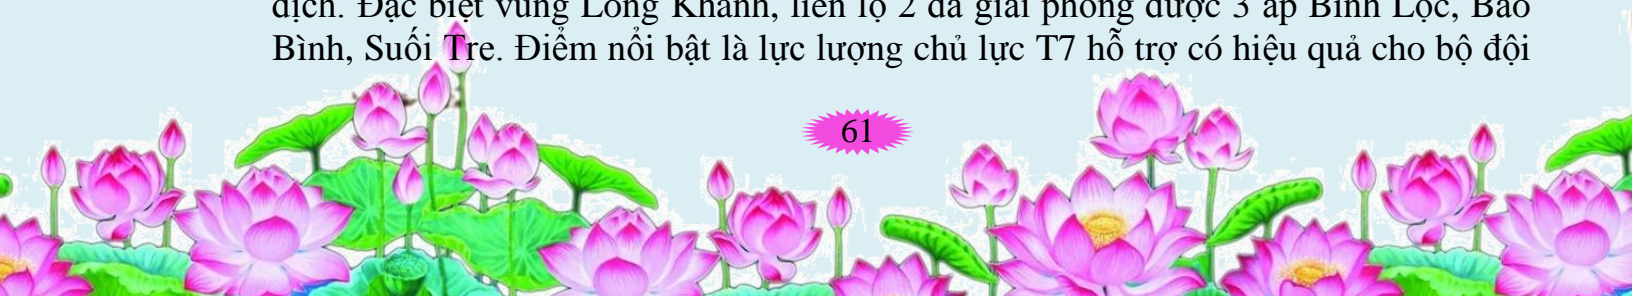 dịch. Đặc biệt vùng Long Khánh, liên lộ 2 đã giải phóng được 3 ấp Bình Lộc, Bảo
Bình, Suối Tre. Điểm nổi bật là lực lượng chủ lực T7 hỗ trợ có hiệu quả cho bộ đội
61